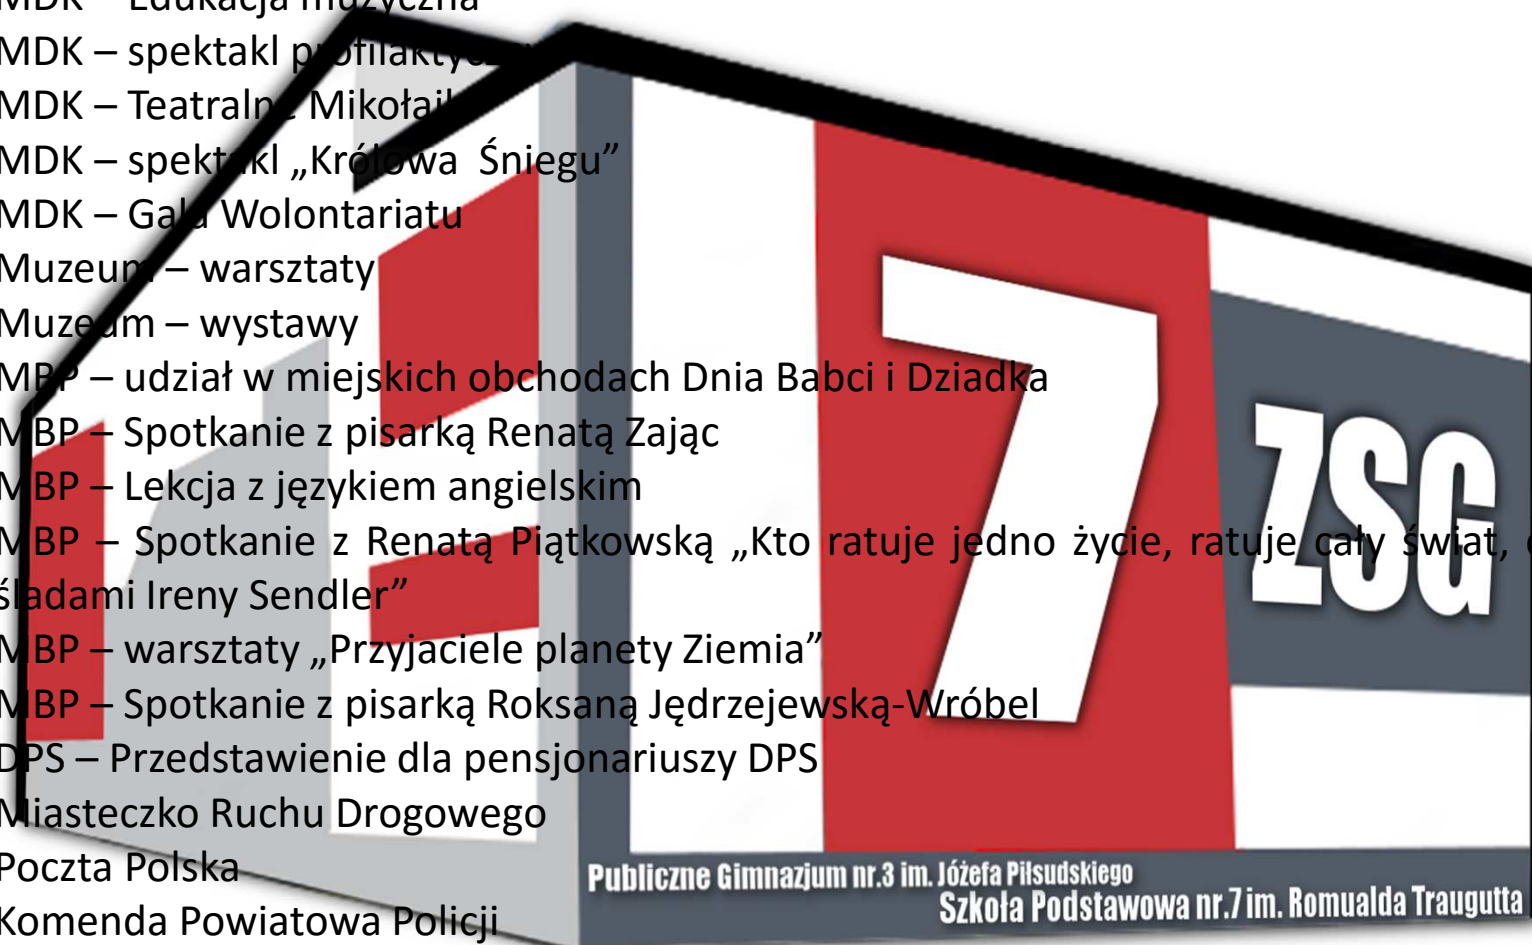 MDK – Edukacja muzyczna
MDK – spektakl profilaktyczny
MDK – Teatralne Mikołajki
MDK – spektakl „Królowa Śniegu”
MDK – Gala Wolontariatu
Muzeum – warsztaty
Muzeum – wystawy
MBP – udział w miejskich obchodach Dnia Babci i Dziadka
MBP – Spotkanie z pisarką Renatą Zając
MBP – Lekcja z językiem angielskim
MBP – Spotkanie z Renatą Piątkowską „Kto ratuje jedno życie, ratuje cały świat,
śladami Ireny Sendler”
MBP – warsztaty „Przyjaciele planety Ziemia”
MBP – Spotkanie z pisarką Roksaną Jędrzejewską-Wróbel
DPS – Przedstawienie dla pensjonariuszy DPS
Miasteczko Ruchu Drogowego
Poczta Polska
Komenda Powiatowa Policji
7
ZSG
Publiczne Gimnazjum nr.3 im. Józefa Piłsudskiego
Szkoła Podstawowa nr.7 im. Romualda Traugutta